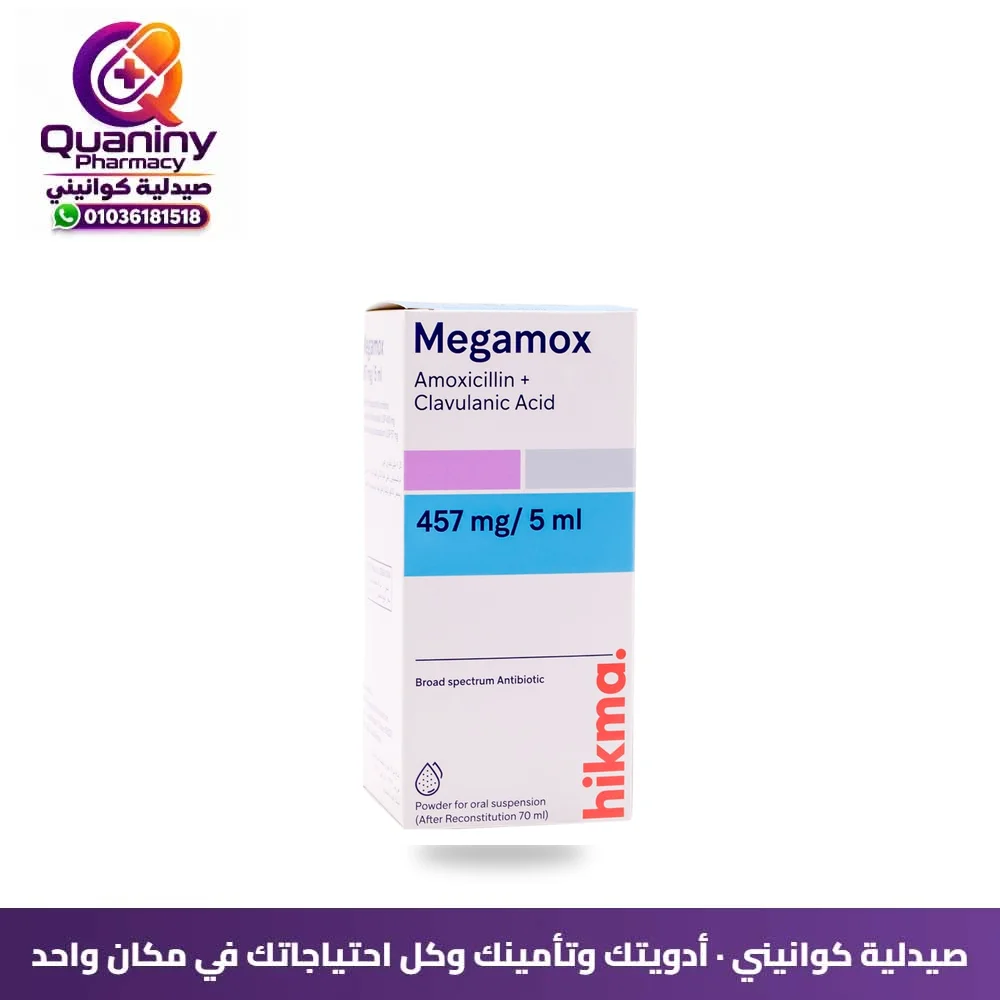 Quaniny
Pharmacy
صيدلية كوانيني
01036181518
Megamox
Amoxicillin +
Clavulanic Acid
457 mg/ 5 ml
Broad spectrum Antibiotic
hikma.
Powder for oral suspension
(After Reconstitution 70 ml)
صيدلية كوانيني · أدويتك وتأمينك وكل احتياجاتك في مكان واحد